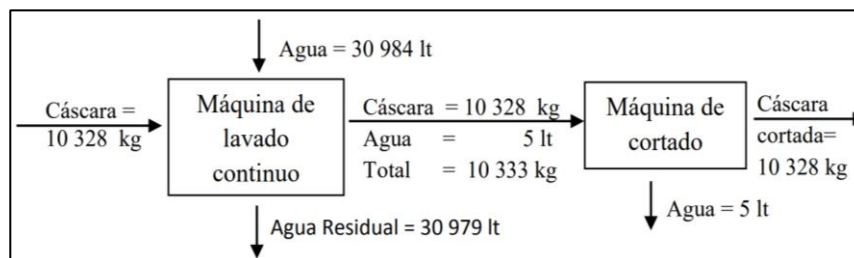 Agua = 30 984 lt
Cáscara =
10 328 kg
Máquina de
lavado
continuo
Cáscara = 10 328 kg
Agua = 5 lt
Total = 10 333 kg
Máquina de
cortado
Cáscara
cortada=
10 328 kg
Agua Residual = 30 979 lt
Agua = 5 lt